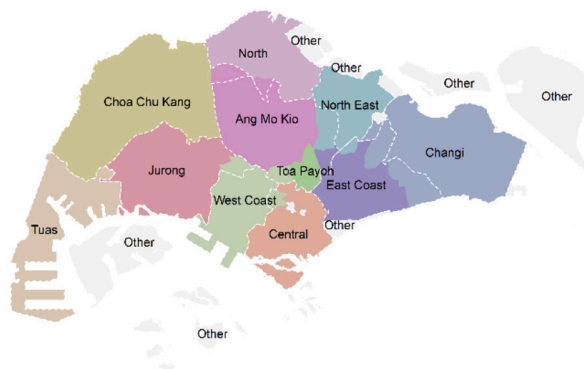 Other
North
Other
Other
Other
Choa Chu Kang
North East
Ang Mo Kio
Jurong
Changi
Toa Payoh
East Coast
West Coast
Tuas
Other
Central
Other
Other